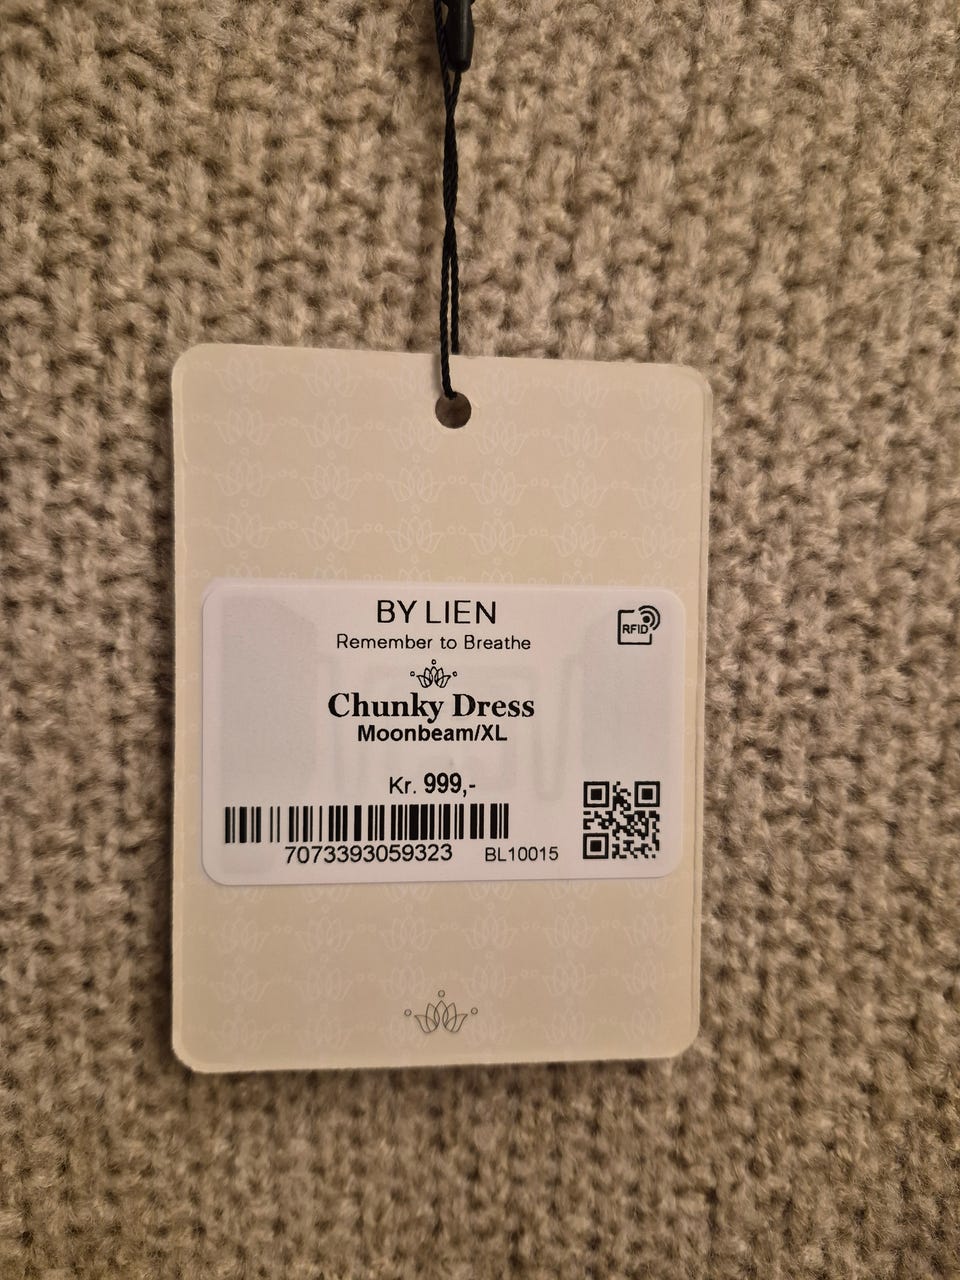 BY LIEN
Remember to Breathe
RFID
Chunky Dress
Moonbeam/XL
Kr. 999,-
7073393059323 BL10015